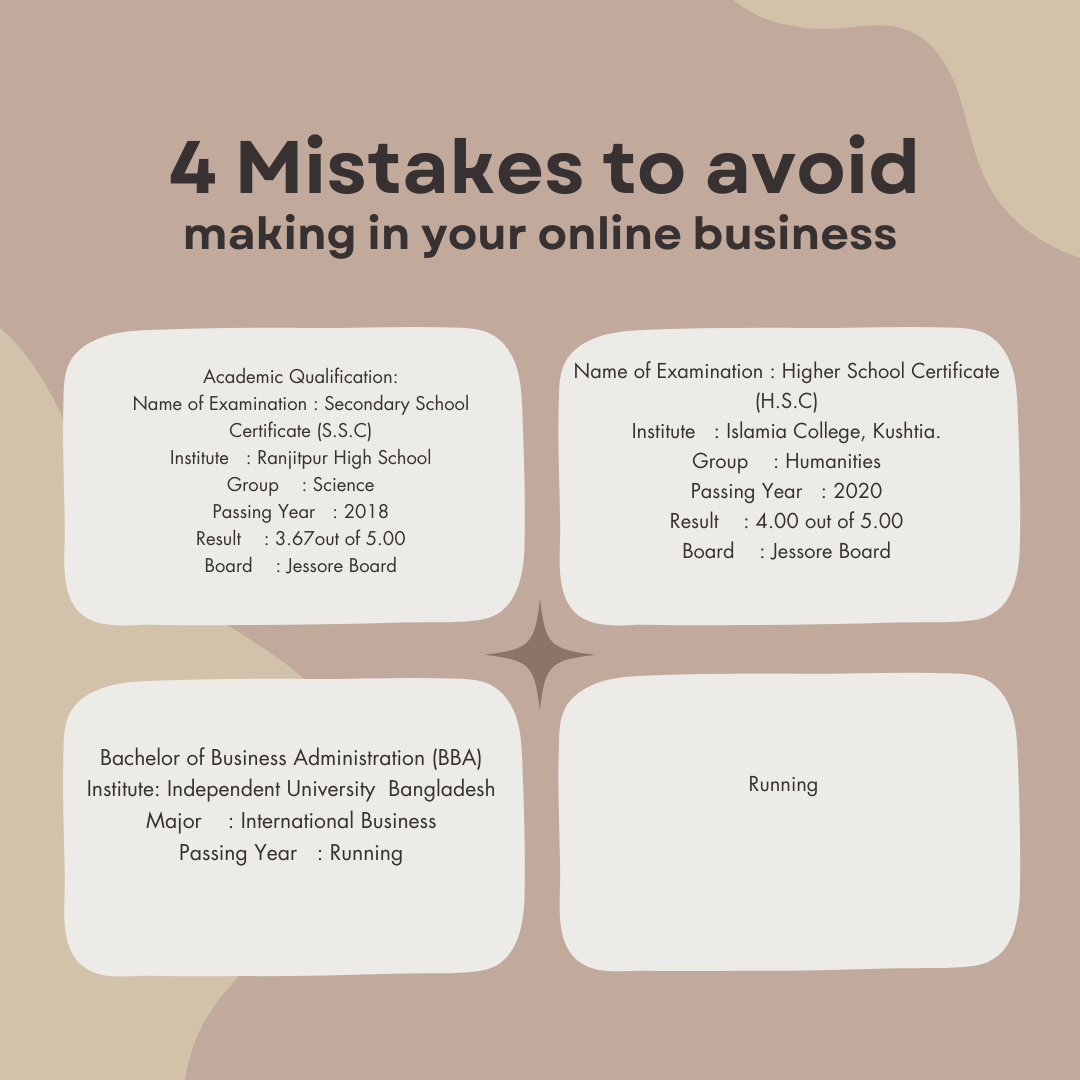 4 Mistakes to avoid
making in your online business
Academic Qualification:
Name of Examination : Secondary School
Certificate (S.S.C)
Institute : Ranjitpur High School
Group : Science
Passing Year : 2018
Result : 3.67out of 5.00
Board : Jessore Board
Name of Examination : Higher School Certificate
(H.S.C)
Institute : Islamia College, Kushtia.
Group : Humanities
Passing Year : 2020
Result : 4.00 out of 5.00
Board : Jessore Board
Bachelor of Business Administration (BBA)
Institute: Independent University Bangladesh
Major : International Business
Passing Year : Running
Running